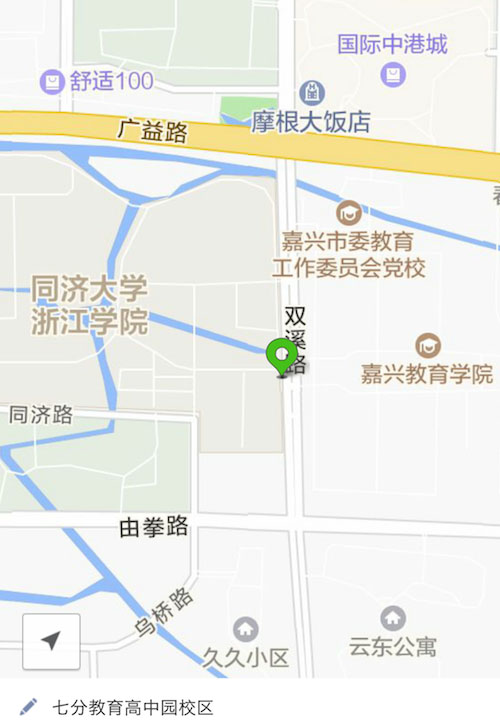 国际中港城
舒适100
摩根大饭店
广益路
嘉兴市委教育
工作委员会党校
同济大学
浙江学院
双溪路
嘉兴教育学院
同济路
由拳路
乌桥路
久久小区
云东公寓
七分教育高中园校区